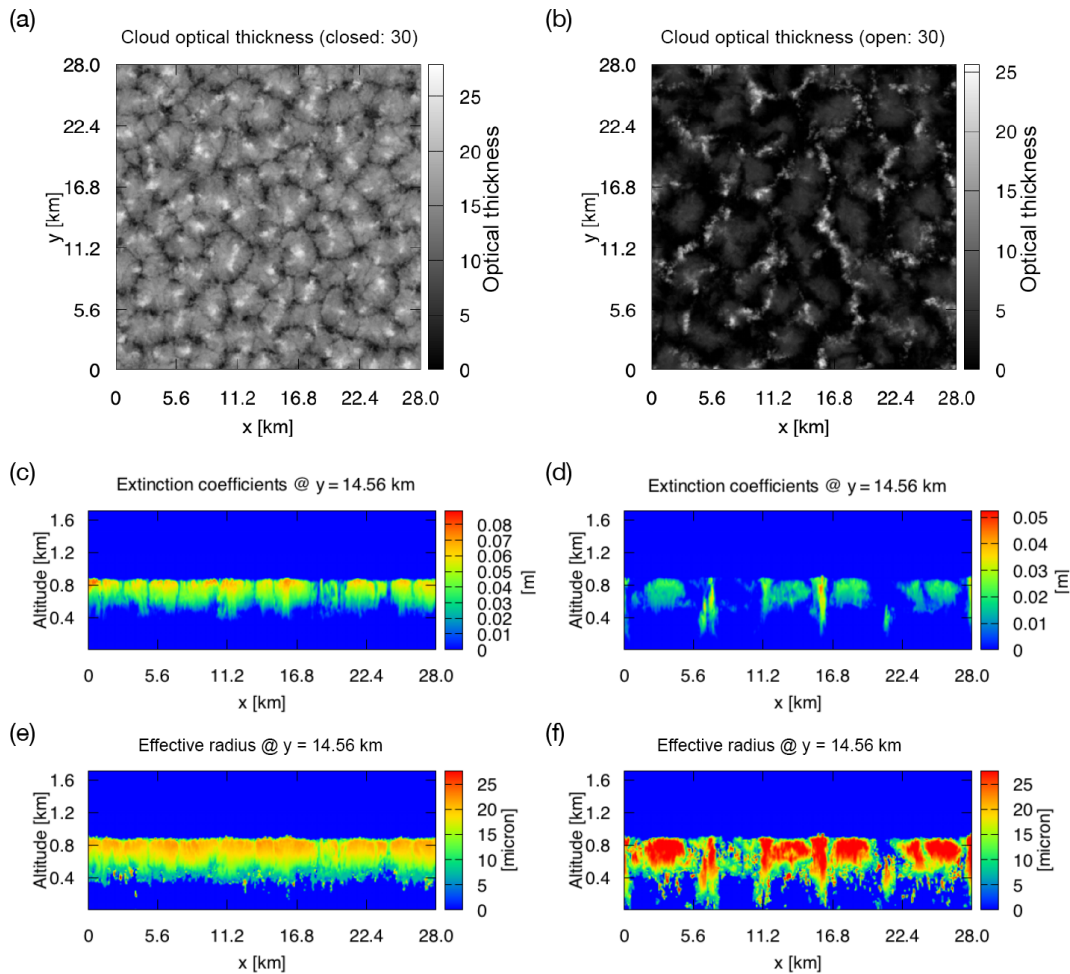 (a)
Cloud optical thickness (closed: 30)
28.0
22.4
16.8
11.2
5.6
0
y [km]
0 5.6 11.2 16.8 22.4 28.0
x [km]
25
20
15
10
5
0
Optical thickness
(b)
Cloud optical thickness (open: 30)
28.0
22.4
16.8
11.2
5.6
0
y [km]
0 5.6 11.2 16.8 22.4 28.0
x [km]
25
20
15
10
5
0
Optical thickness
(c)
Extinction coefficients @ y = 14.56 km
1.6
1.2
0.8
0.4
Altitude [km]
0 5.6 11.2 16.8 22.4 28.0
x [km]
0.08
0.07
0.06
0.05
0.04
0.03
0.02
0.01
0
[m]
(d)
Extinction coefficients @ y = 14.56 km
1.6
1.2
0.8
0.4
Altitude [km]
0 5.6 11.2 16.8 22.4 28.0
x [km]
0.05
0.04
0.03
0.02
0.01
0
[m]
(e)
Effective radius @ y = 14.56 km
1.6
1.2
0.8
0.4
Altitude [km]
0 5.6 11.2 16.8 22.4 28.0
x [km]
25
20
15
10
5
0
[micron]
(f)
Effective radius @ y = 14.56 km
1.6
1.2
0.8
0.4
Altitude [km]
0 5.6 11.2 16.8 22.4 28.0
x [km]
25
20
15
10
5
0
[micron]